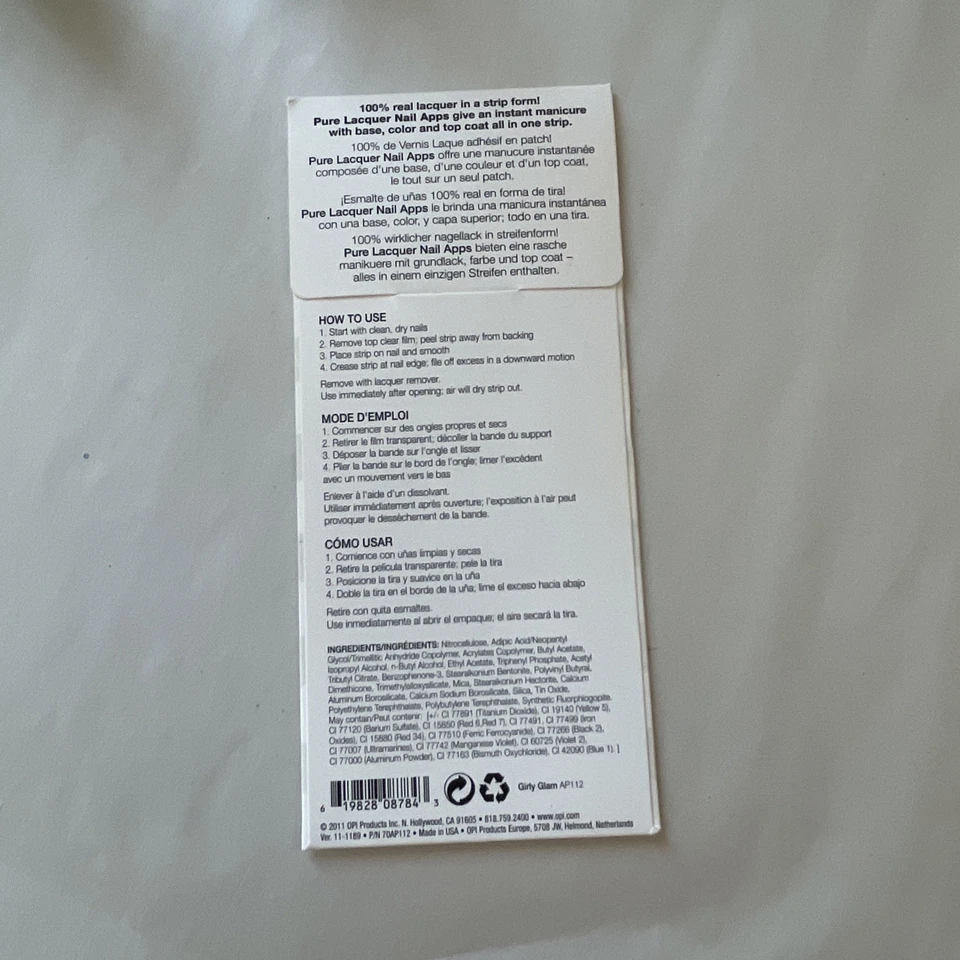 100% real lacquer in a strip form!
Pure Lacquer Nail Apps give an instant manicure
with base, color and top coat all in one strip.
100% de Vernis Laque adhésif en patch!
Pure Lacquer Nail Apps offre une manucure instantanée
composée d'une base, d'une couleur et d'un top coat,
le tout sur un seul patch.
¡Esmalte de uñas 100% real en forma de tira!
Pure Lacquer Nail Apps le brinda una manicura instantánea
con una base, color, y capa superior; todo en una tira.
100% wirklicher nagellack in streifenform!
Pure Lacquer Nail Apps bieten eine rasche
manikuere mit grundlack, farbe und top coat –
alles in einem einzigen Streifen enthalten.
HOW TO USE
1. Start with clean, dry nails
2. Remove top clear film; peel strip away from backing
3. Place strip on nail and smooth
4. Crease strip at nail edge; file off excess in a downward motion
Remove with lacquer remover.
Use immediately after opening; air will dry strip out.
MODE D'EMPLOI
1. Commencer sur des ongles propres et secs
2. Retirer le film transparent; décoller la bande du support
3. Déposer la bande sur l'ongle et lisser
4. Plier la bande sur le bord de l'ongle; limer l'excédent
avec un mouvement vers le bas
Enlever à l'aide d'un dissolvant.
Utiliser immédiatement après ouverture; l'exposition à l'air peut
provoquer le dessèchement de la bande.
CÓMO USAR
1. Comience con uñas limpias y secas
2. Retire la película transparente; pele la tira
3. Posicione la tira y suavice en la uña
4. Doble la tira en el borde de la uña; lime el exceso hacia abajo
Retire con quita esmaltes.
Use inmediatamente al abrir el empaque; el aire secará la tira.
INGREDIENTS/INGRÉDIENTS: Nitrocellulose, Adipic Acid/Neopentyl
Glycol/Trimellitic Anhydride Copolymer, Acrylates Copolymer, Butyl Acetate,
Isopropyl Alcohol, n-Butyl Alcohol, Ethyl Acetate, Triphenyl Phosphate, Acetyl
Tributyl Citrate, Benzophenone-3, Stearalkonium Bentonite, Polyvinyl Butyral,
Dimethicone, Trimethylsiloxysilicate, Mica, Stearalkonium Hectorite, Calcium
Aluminum Borosilicate, Calcium Sodium Borosilicate, Silica, Tin Oxide,
Polyethylene Terephthalate, Polybutylene Terephthalate, Synthetic Fluorphlogopite.
May contain/Peut contenir: [+/- CI 77891 (Titanium Dioxide), CI 19140 (Yellow 5),
CI 77120 (Barium Sulfate), CI 15850 (Red 6,Red 7), CI 77491, CI 77499 (Iron
Oxides), CI 15880 (Red 34), CI 77510 (Ferric Ferrocyanide), CI 77266 (Black 2),
CI 77007 (Ultramarines), CI 77742 (Manganese Violet), CI 60725 (Violet 2),
CI 77000 (Aluminum Powder), CI 77163 (Bismuth Oxychloride), CI 42090 (Blue 1). ]
6 19828 08784 3
Girly Glam AP112
© 2011 OPI Products Inc. N. Hollywood, CA 91605 • 818.759.2400 • www.opi.com
Ver. 11-1189 • P/N 70AP112 • Made in USA • OPI Products Europe, 5708 JW, Helmond, Netherlands